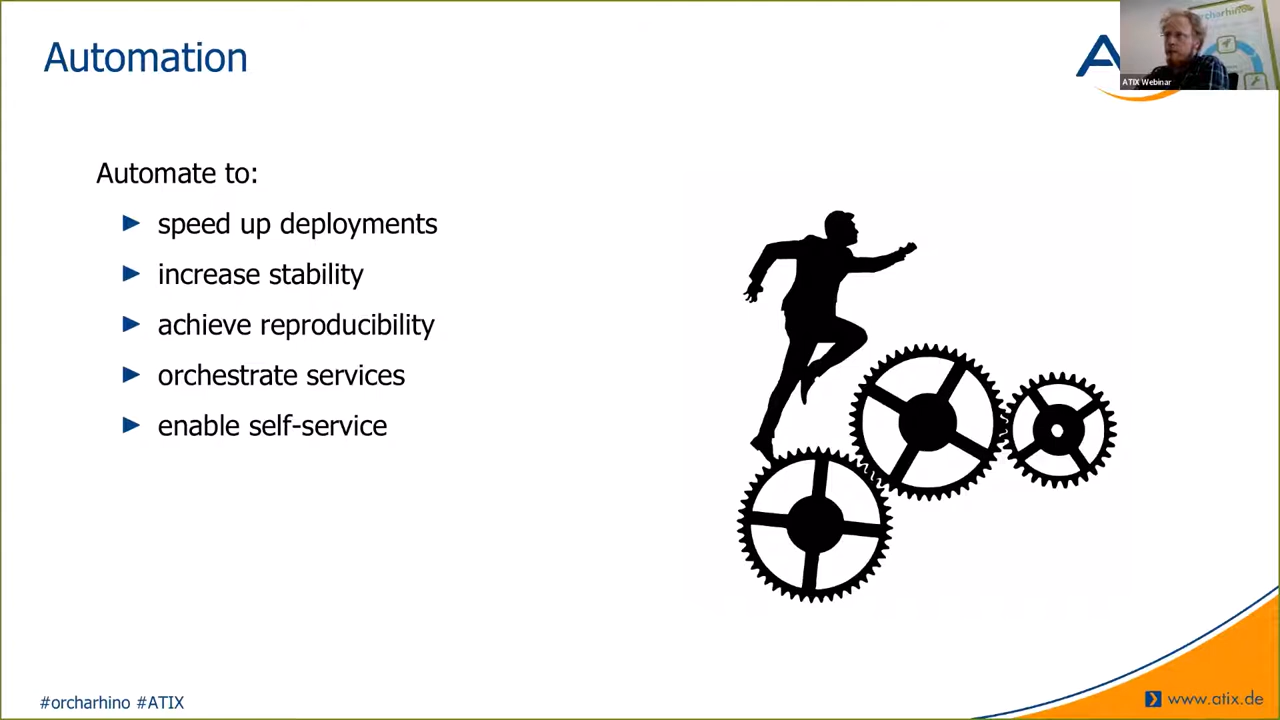 Automation
ATIX Webinar
Automate to:
speed up deployments
increase stability
achieve reproducibility
orchestrate services
enable self-service
#orcharhino #ATIX
www.atix.de